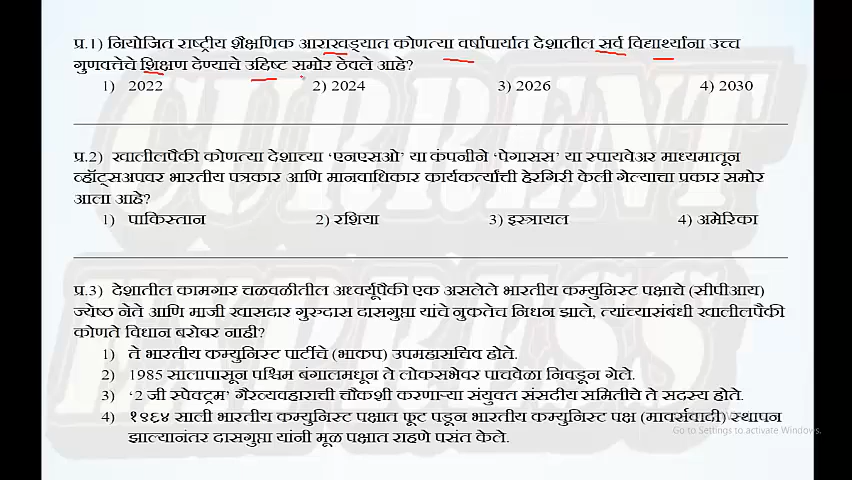 प्र.1) नियोजित राष्ट्रीय शैक्षणिक आराखड्यात कोणत्या वर्षापर्यात देशातील सर्व विद्यार्थ्यांना उच्च
गुणवत्तेचे शिक्षण देण्याचे उद्दिष्ट समोर ठेवले आहे?
1) 2022 2) 2024 3) 2026 4) 2030
प्र.2) खालीलपैकी कोणत्या देशाच्या 'एनएसओ' या कंपनीने 'पेगासस' या स्पायवेअर माध्यमातून
व्हॉट्सअपवर भारतीय पत्रकार आणि मानवाधिकार कार्यकर्त्यांची हेरगिरी केली गेल्याचा प्रकार समोर
आला आहे?
1) पाकिस्तान 2) रशिया 3) इस्त्रायल 4) अमेरिका
प्र.3) देशातील कामगार चळवळीतील अध्वर्यूपैकी एक असलेले भारतीय कम्युनिस्ट पक्षाचे (सीपीआय)
ज्येष्ठ नेते आणि माजी खासदार गुरुदास दासगुप्ता यांचे नुकतेच निधन झाले, त्यांच्यासंबंधी खालीलपैकी
कोणते विधान बरोबर नाही?
1) ते भारतीय कम्युनिस्ट पार्टीचे (भाकप) उपमहासचिव होते.
2) 1985 सालापासून पश्चिम बंगालमधून ते लोकसभेवर पाचवेळा निवडून गेले.
3) '2 जी स्पेक्ट्रम' गैरव्यवहाराची चौकशी करणाऱ्या संयुक्त संसदीय समितीचे ते सदस्य होते.
4) १९६४ साली भारतीय कम्युनिस्ट पक्षात फूट पडून भारतीय कम्युनिस्ट पक्ष (मार्क्सवादी) स्थापन
Go to Settings to activate Windows.
झाल्यानंतर दासगुप्ता यांनी मूळ पक्षात राहणे पसंत केले.
CURRENT
EXPRESS